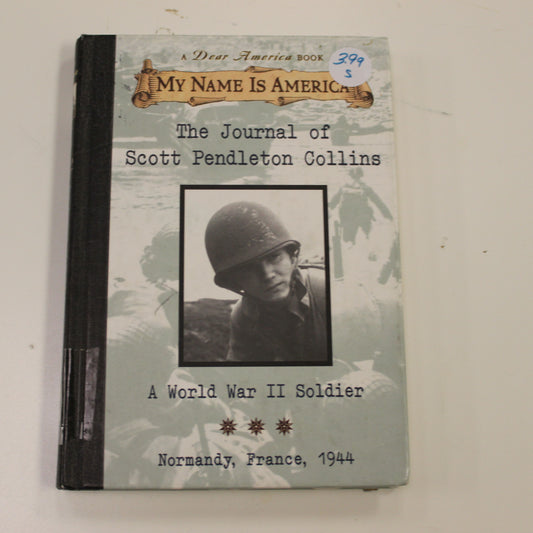 A Dear America BOOK
3.99
S
MY NAME IS AMERICA
The Journal of
Scott Pendleton Collins
A World War II Soldier
Normandy, France, 1944